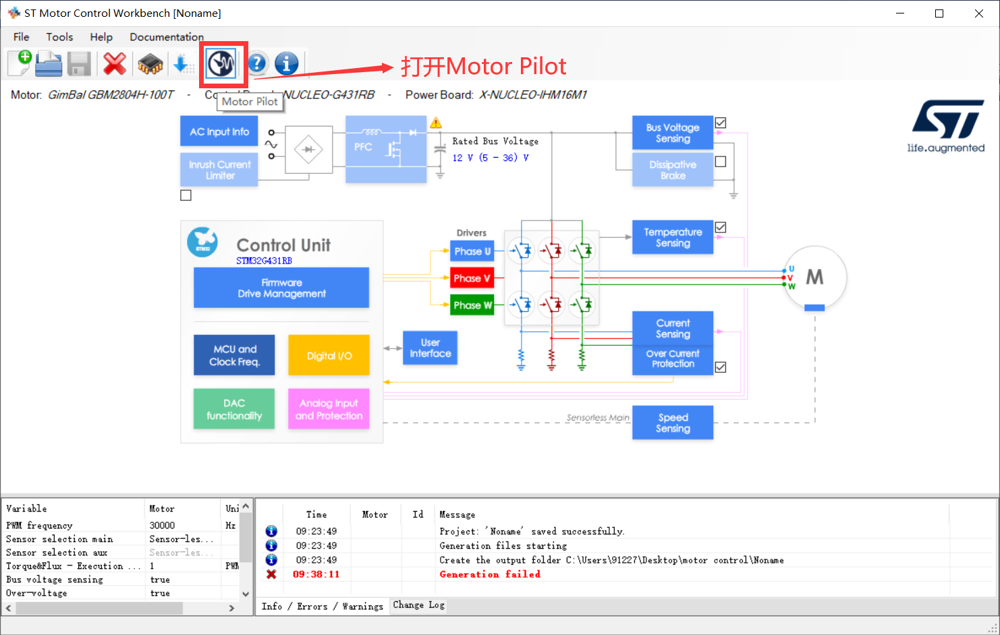 ST Motor Control Workbench [Noname]
File Tools Help Documentation
打开Motor Pilot
Motor: GimBal GBM2804H-100T - NUCLEO-G431RB - Power Board: X-NUCLEO-IHM16M1
Motor Pilot
life.augmented
AC Input Info
Inrush Current
Limiter
PFC
Rated Bus Voltage
12 V (5 - 36) V
Bus Voltage
Sensing
Dissipative
Brake
STM32
Control Unit
STM32G431RB
Firmware
Drive Management
MCU and
Clock Freq.
Digital I/O
DAC
functionality
Analog Input
and Protection
User
Interface
Drivers
Phase U
Phase V
Phase W
Temperature
Sensing
U
V
W
M
Current
Sensing
Over Current
Protection
Sensorless Main
Speed
Sensing
Variable Motor Uni
PWM frequency 30000 Hz
Sensor selection main Sensor-les...
Sensor selection aux Sensor-les...
Torque&Flux - Execution ... 1 PWM
Bus voltage sensing true
Over-voltage true
Time Motor Id Message
09:23:49 Project: 'Noname' saved successfully.
09:23:49 Generation files starting
09:23:49 Create the output folder C:\Users\91227\Desktop\motor control\Noname
09:38:11 Generation failed
Info / Errors / Warnings Change Log